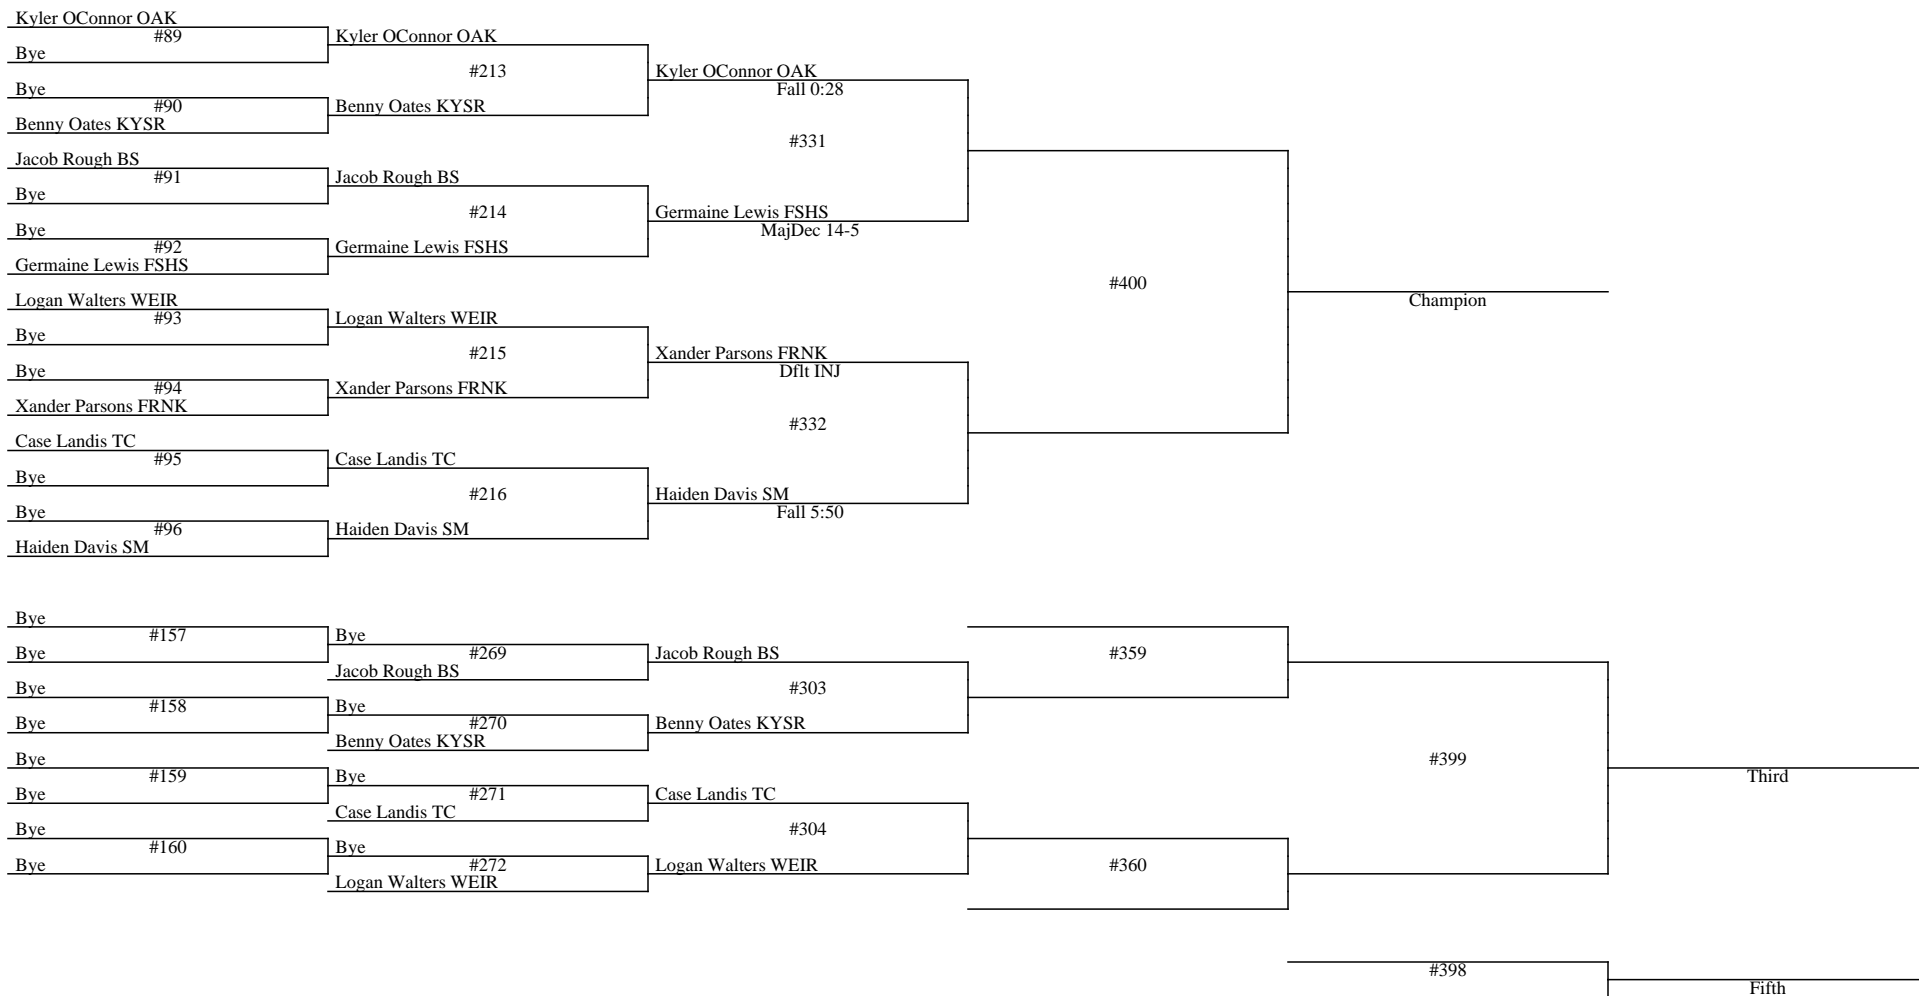 Kyler OConnor OAK
#89
Bye
Kyler OConnor OAK
#213
Bye
#90
Benny Oates KYSR
Benny Oates KYSR
Kyler OConnor OAK
Fall 0:28
#331
Jacob Rough BS
#91
Bye
Jacob Rough BS
#214
Bye
#92
Germaine Lewis FSHS
Germaine Lewis FSHS
Germaine Lewis FSHS
MajDec 14-5
#400
Champion
Logan Walters WEIR
#93
Bye
Logan Walters WEIR
#215
Bye
#94
Xander Parsons FRNK
Xander Parsons FRNK
Xander Parsons FRNK
Dflt INJ
#332
Case Landis TC
#95
Bye
Case Landis TC
#216
Bye
#96
Haiden Davis SM
Haiden Davis SM
Haiden Davis SM
Fall 5:50
Bye
#157
Bye
Bye
#269
Jacob Rough BS
Jacob Rough BS
#303
#359
Bye
#158
Bye
Bye
#270
Benny Oates KYSR
Benny Oates KYSR
#399
Third
Bye
#159
Bye
Bye
#271
Case Landis TC
Case Landis TC
#304
#360
Bye
#160
Bye
Bye
#272
Logan Walters WEIR
Logan Walters WEIR
#398
Fifth